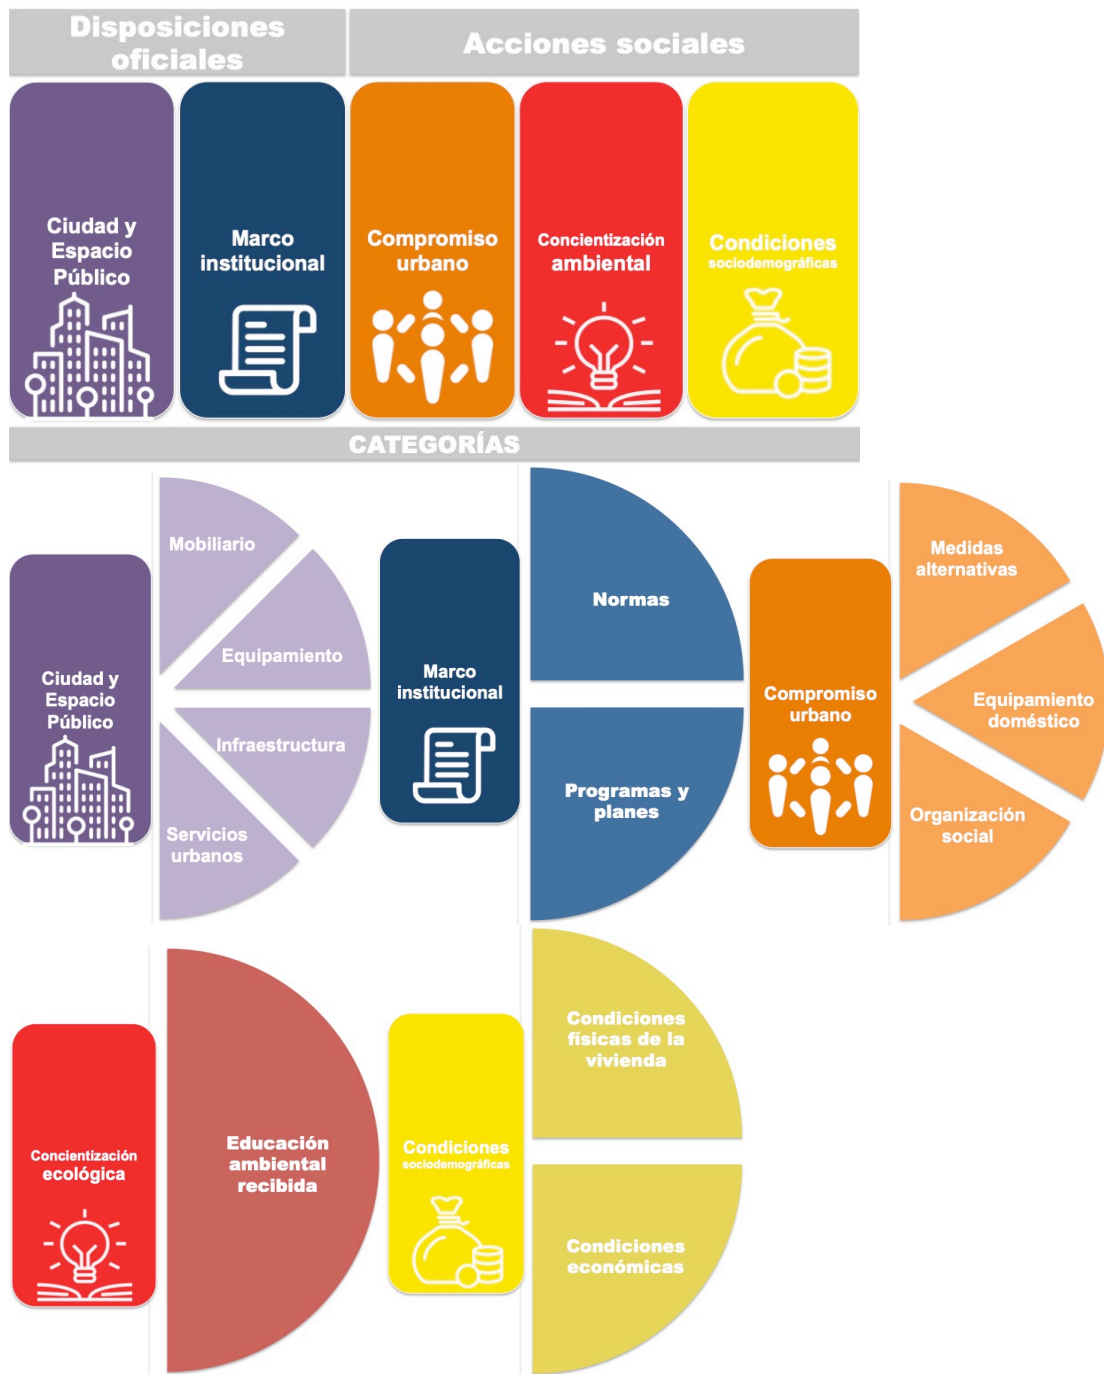 Disposiciones
oficiales
Acciones sociales
Ciudad y
Espacio
Público
Marco
institucional
Compromiso
urbano
Concientización
ambiental
Condiciones
sociodemográficas
CATEGORÍAS
Ciudad y
Espacio
Público
Mobiliario
Equipamiento
Infraestructura
Servicios
urbanos
Marco
institucional
Normas
Programas y
planes
Compromiso
urbano
Medidas
alternativas
Equipamiento
doméstico
Organización
social
Concientización
ecológica
Educación
ambiental
recibida
Condiciones
sociodemográficas
Condiciones
físicas de la
vivienda
Condiciones
económicas